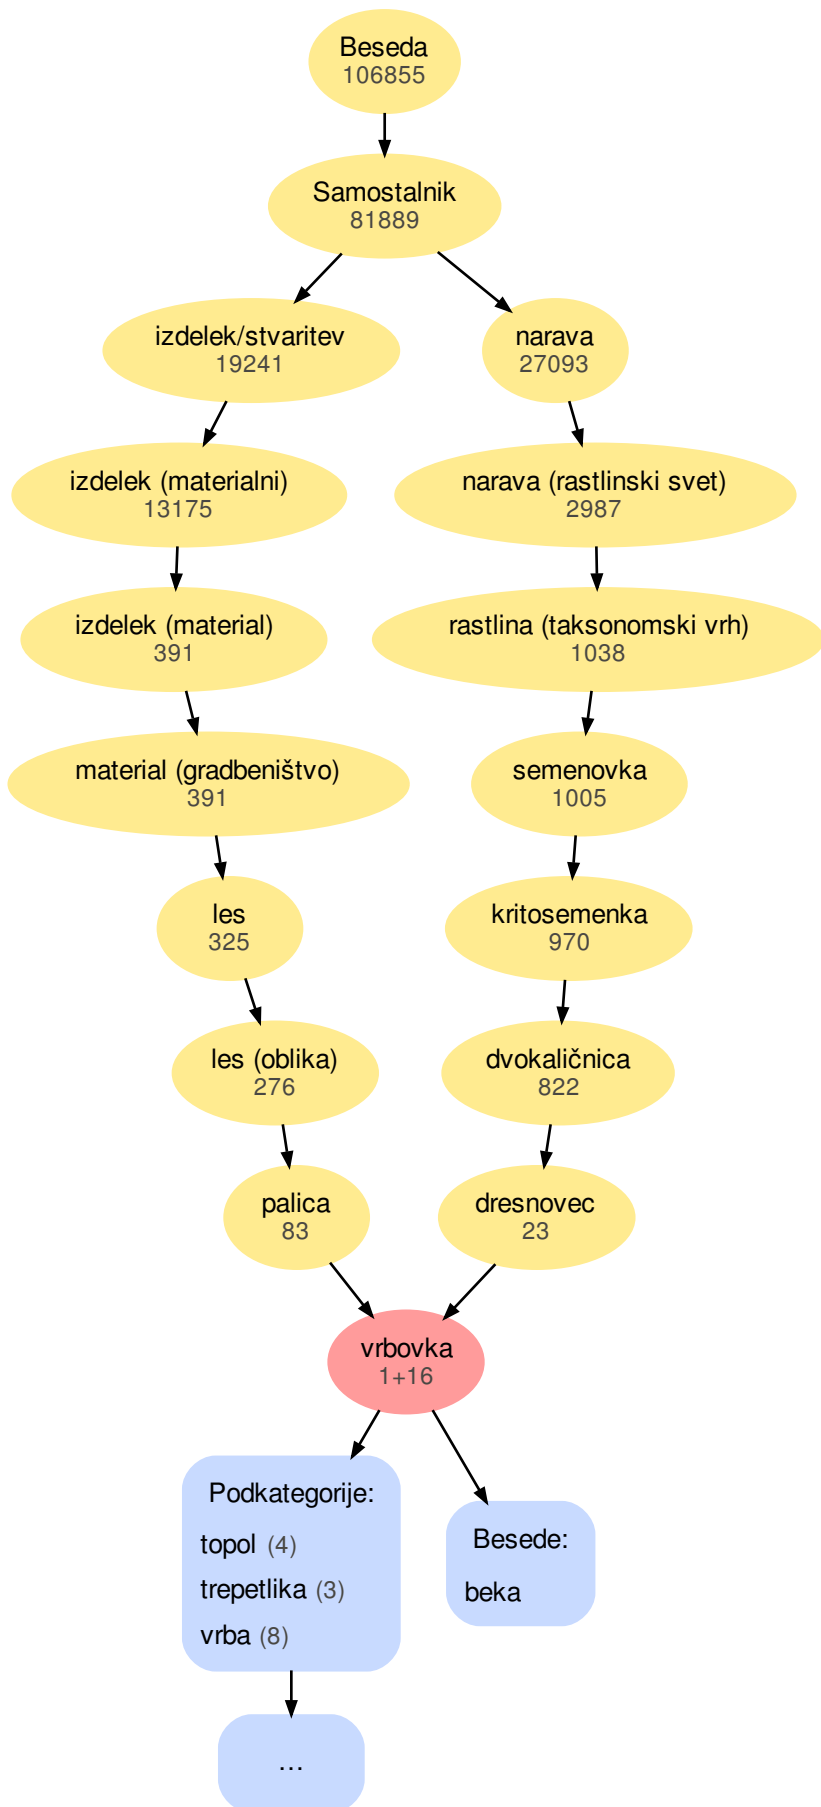 Beseda
106855
Samostalnik
81889
izdelek/stvaritev
19241
narava
27093
izdelek (materialni)
13175
narava (rastlinski svet)
2987
izdelek (material)
391
rastlina (taksonomski vrh)
1038
material (gradbeništvo)
391
semenovka
1005
les
325
kritosemenka
970
les (oblika)
276
dvokaličnica
822
palica
83
dresnovec
23
vrbovka
1+16
Podkategorije:
topol (4)
trepetlika (3)
vrba (8)
Besede:
beka
...